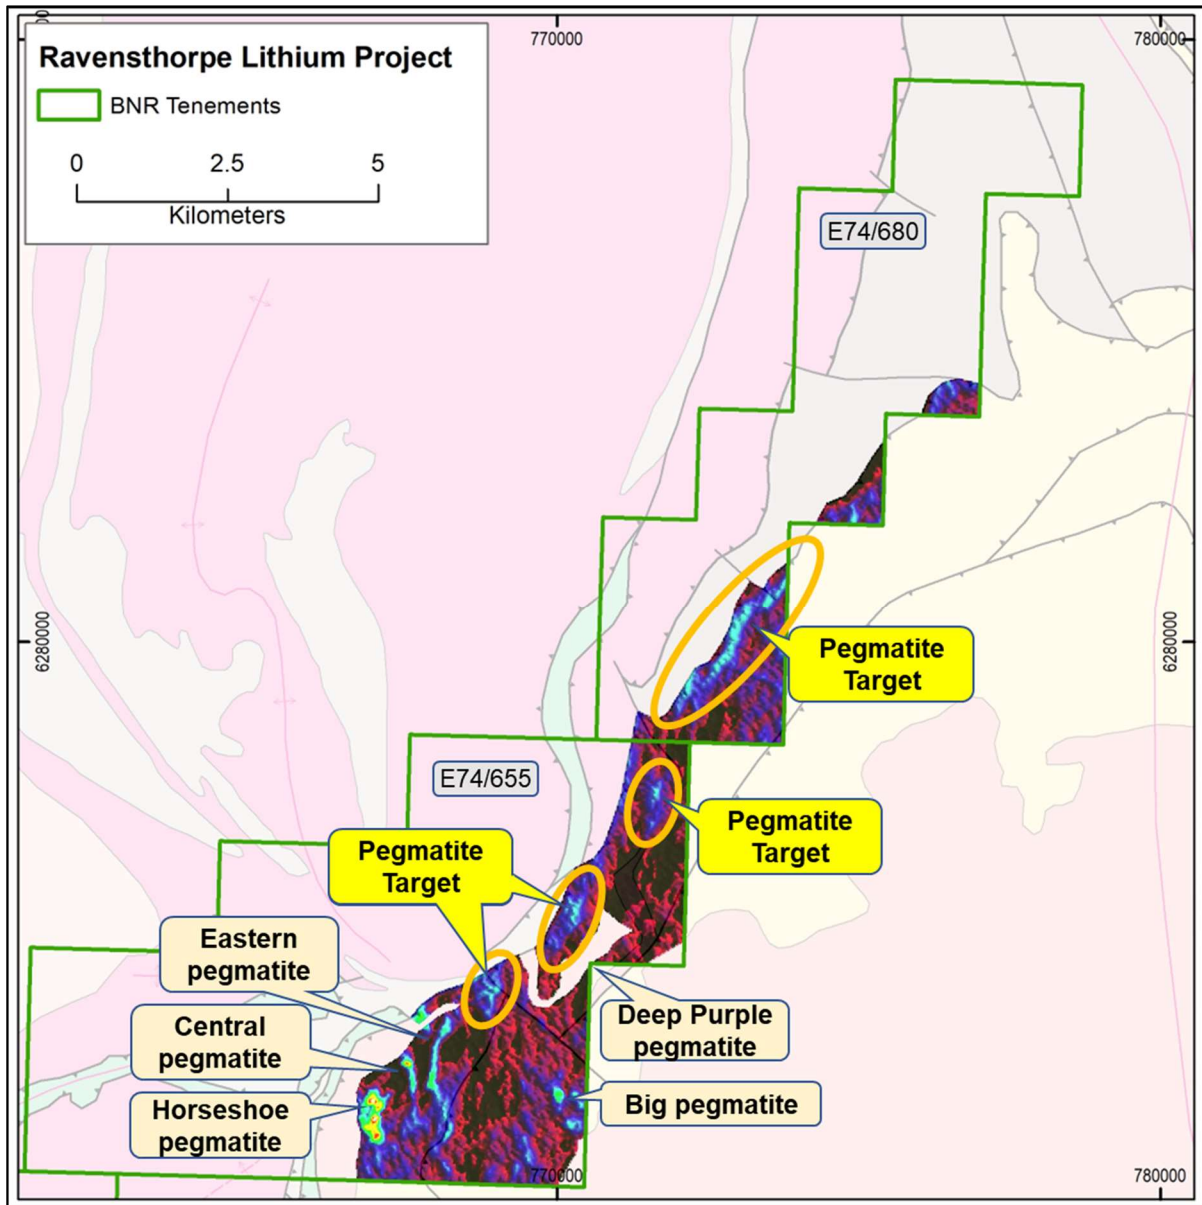 770000
780000
Ravensthorpe Lithium Project
BNR Tenements
0 2.5 5
Kilometers
E74/680
6280000
6280000
Pegmatite
Target
E74/655
Pegmatite
Target
Pegmatite
Target
Eastern
pegmatite
Central
pegmatite
Deep Purple
pegmatite
Horseshoe
pegmatite
Big pegmatite
770000
780000